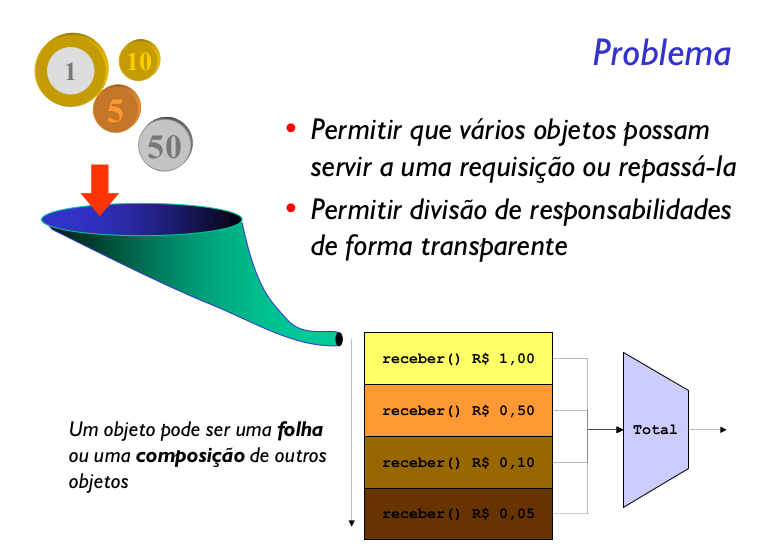 Problema
1
10
5
50
• Permitir que vários objetos possam
servir a uma requisição ou repassá-la
• Permitir divisão de responsabilidades
de forma transparente
receber() R$ 1,00
receber() R$ 0,50
receber() R$ 0,10
receber() R$ 0,05
Total
Um objeto pode ser uma folha
ou uma composição de outros
objetos